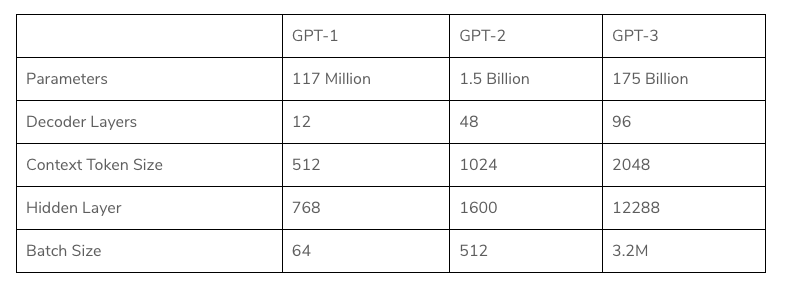 GPT-1 GPT-2 GPT-3
Parameters 117 Million 1.5 Billion 175 Billion
Decoder Layers 12 48 96
Context Token Size 512 1024 2048
Hidden Layer 768 1600 12288
Batch Size 64 512 3.2M